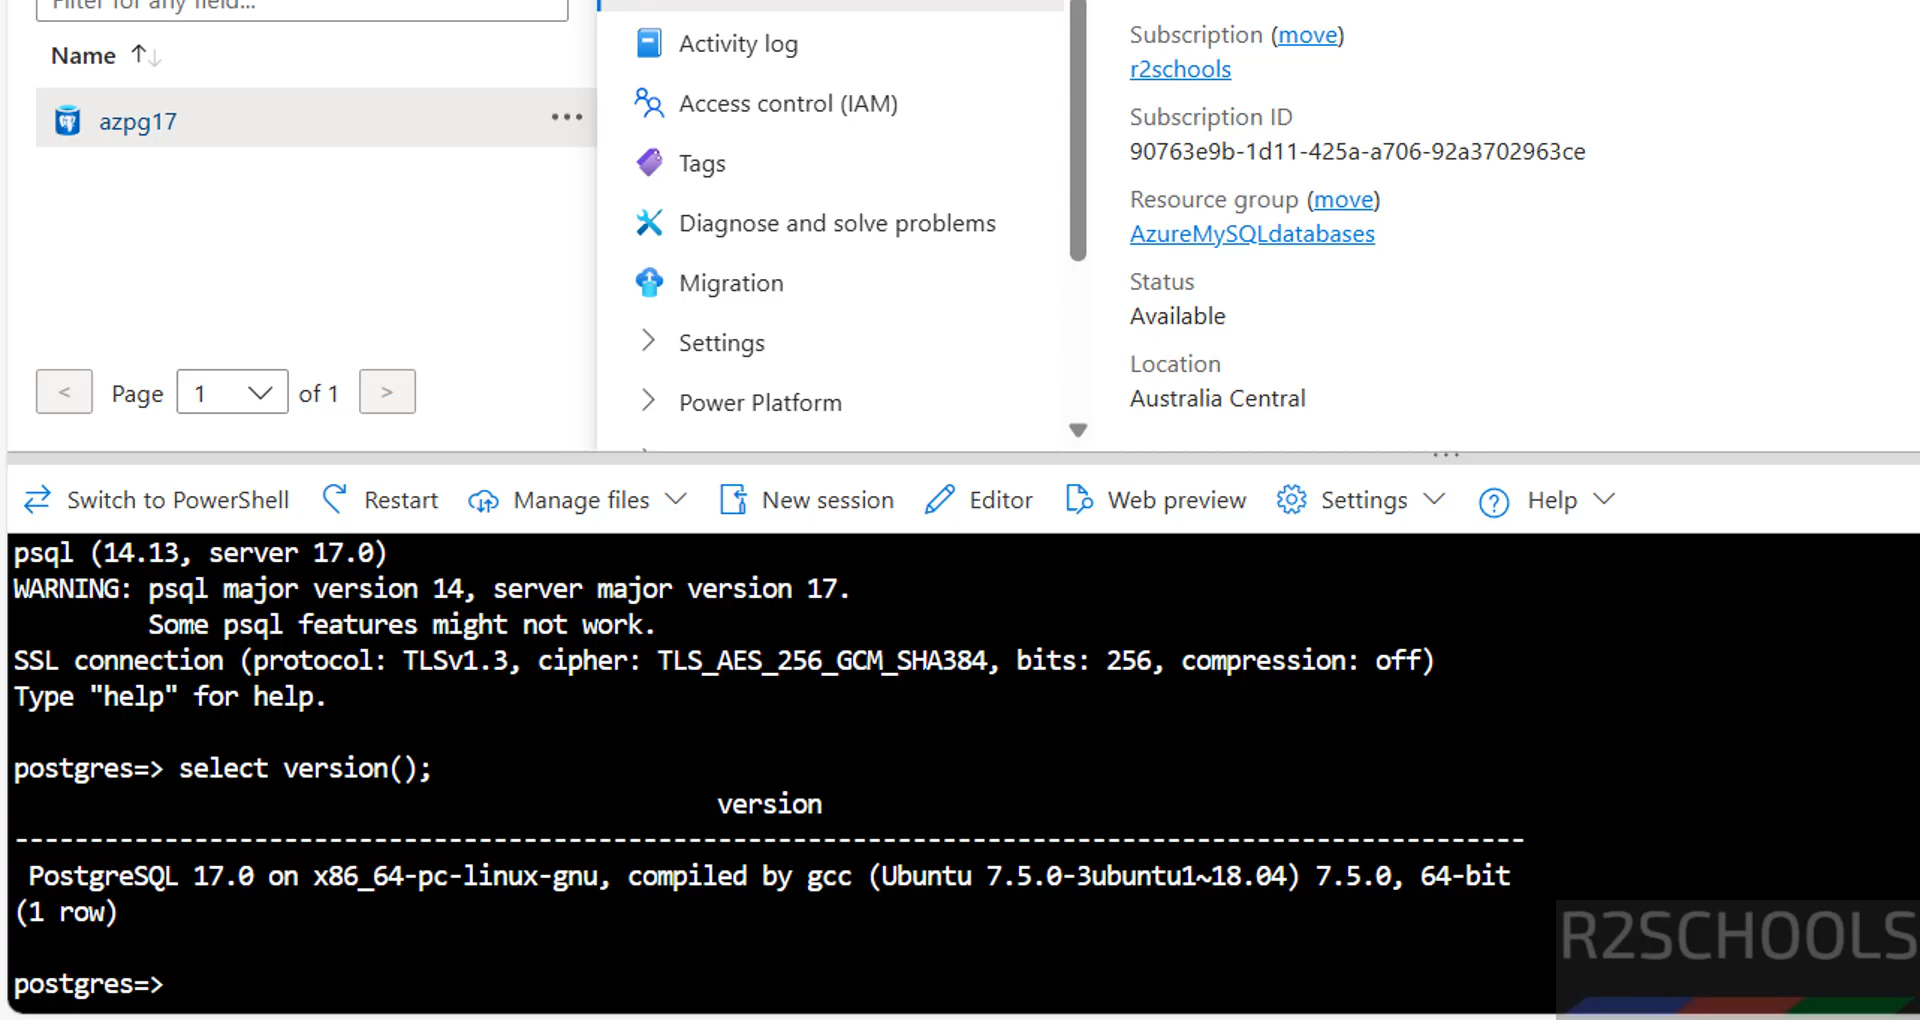 Filter for any field...
Name ↑↓
azpg17 ...
< Page 1 of 1 >
Activity log
Access control (IAM)
Tags
Diagnose and solve problems
Migration
Settings
Power Platform
Subscription (move)
r2schools
Subscription ID
90763e9b-1d11-425a-a706-92a3702963ce
Resource group (move)
AzureMySQLdatabases
Status
Available
Location
Australia Central
Switch to PowerShell Restart Manage files New session Editor Web preview Settings Help
psql (14.13, server 17.0)
WARNING: psql major version 14, server major version 17.
         Some psql features might not work.
SSL connection (protocol: TLSv1.3, cipher: TLS_AES_256_GCM_SHA384, bits: 256, compression: off)
Type "help" for help.
postgres=> select version();
version
-----------------------------------------------------------------------------------------------------
PostgreSQL 17.0 on x86_64-pc-linux-gnu, compiled by gcc (Ubuntu 7.5.0-3ubuntu1~18.04) 7.5.0, 64-bit
(1 row)
postgres=>
R2SCHOOLS